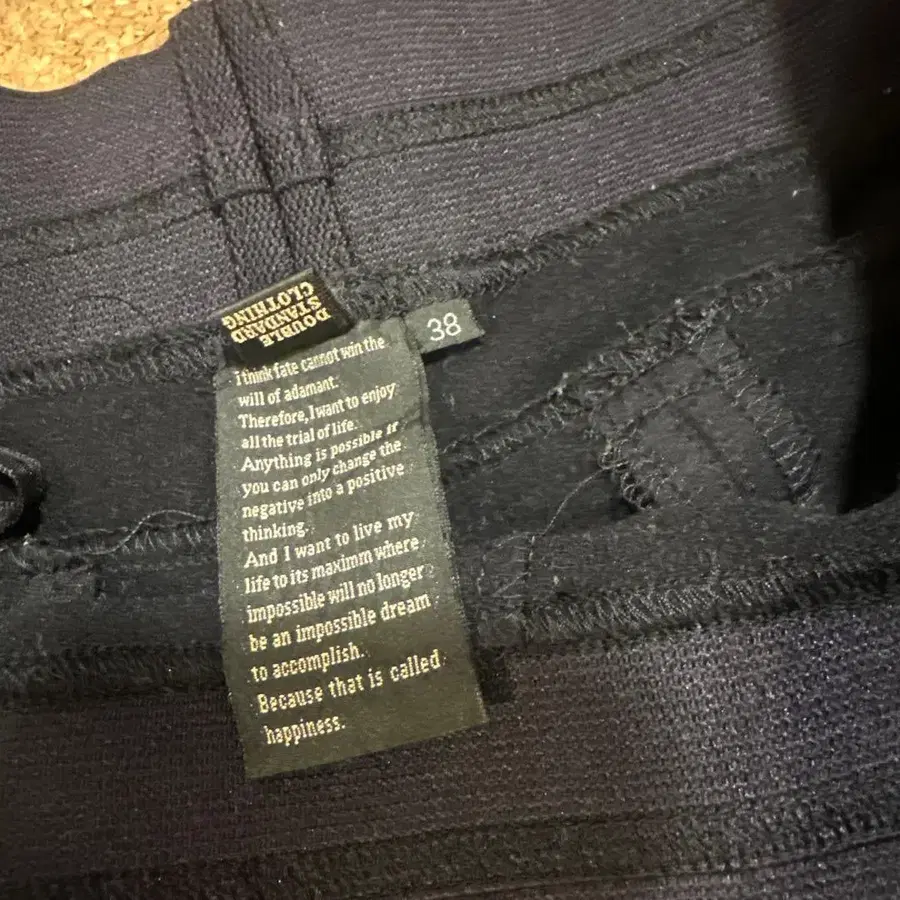 DOUBLE
STANDARD
CLOTHING
38
I think fate cannot win the
will of adamant.
Therefore,I want to enjoy
all the trial of life.
Anything is possible if
you can only change the
negative into a positive
thinking.
And I want to live my
life to its maximm where
impossible will no longer
be an impossible dream
to accomplish.
Because that is called
happiness.